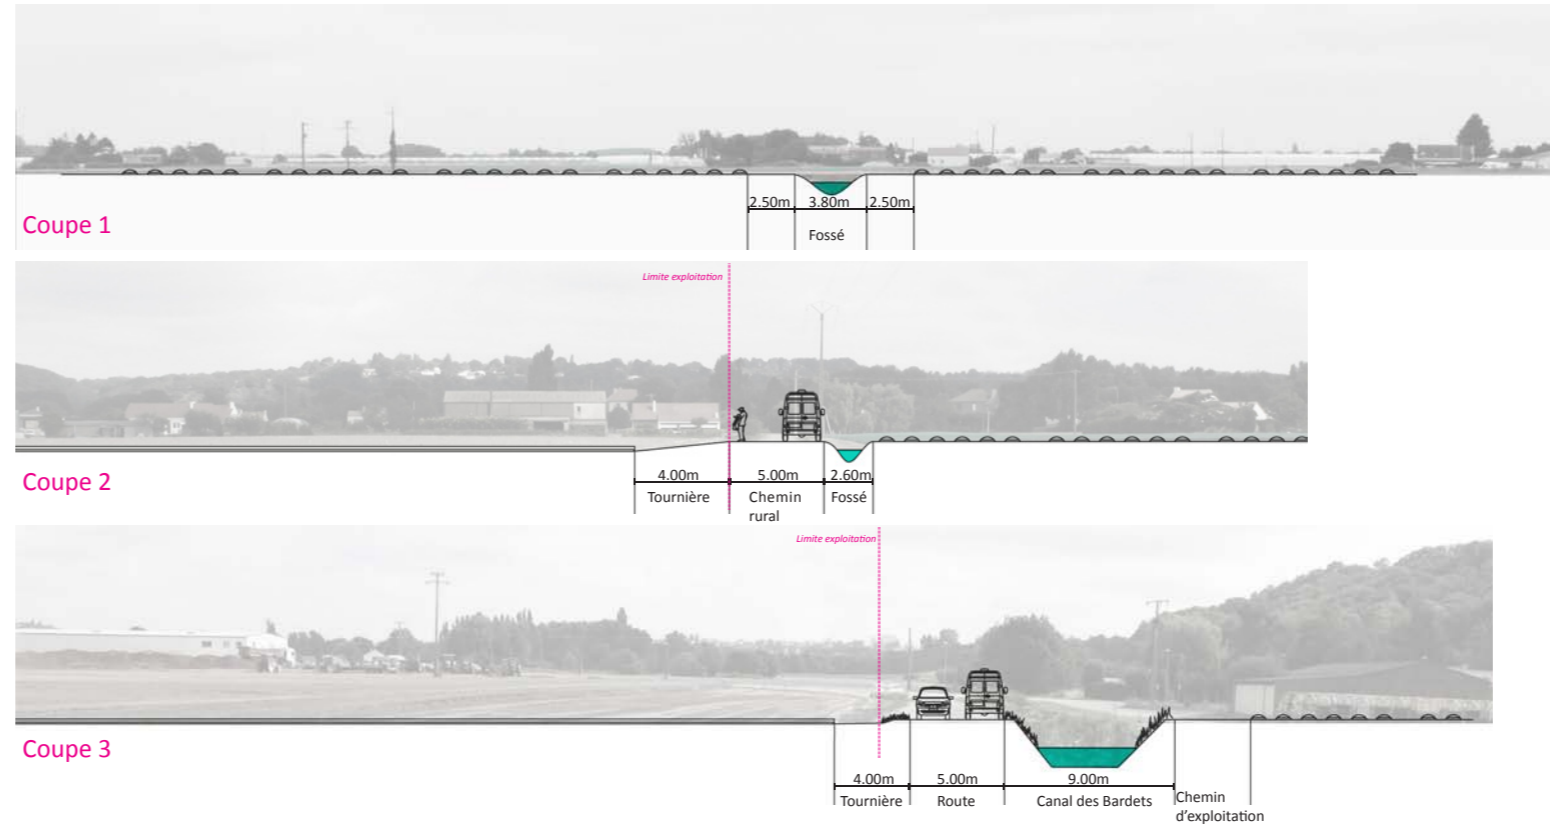 2.50m 3.80m 2.50m
Coupe 1
Fossé
Limite exploitation
4.00m 5.00m 2.60m
Coupe 2
Tournière Chemin rural Fossé
Limite exploitation
Coupe 3
4.00m 5.00m 9.00m
Tournière Route Canal des Bardets Chemin
d'exploitation